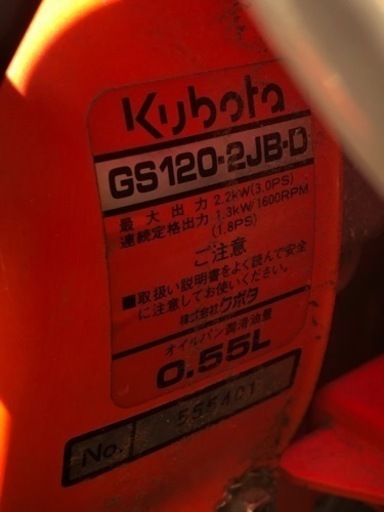 Kubota
GS120-2JB-D
最大出力 2.2kW(3.0PS)
連続定格出力 1.3kW/1600RPM
(1.8PS)
ご注意
■取扱い説明書をよく読んで安全
に注意してお使いください。
株式会社クボタ
オイルパン潤滑油量
0.55L
No. 555401